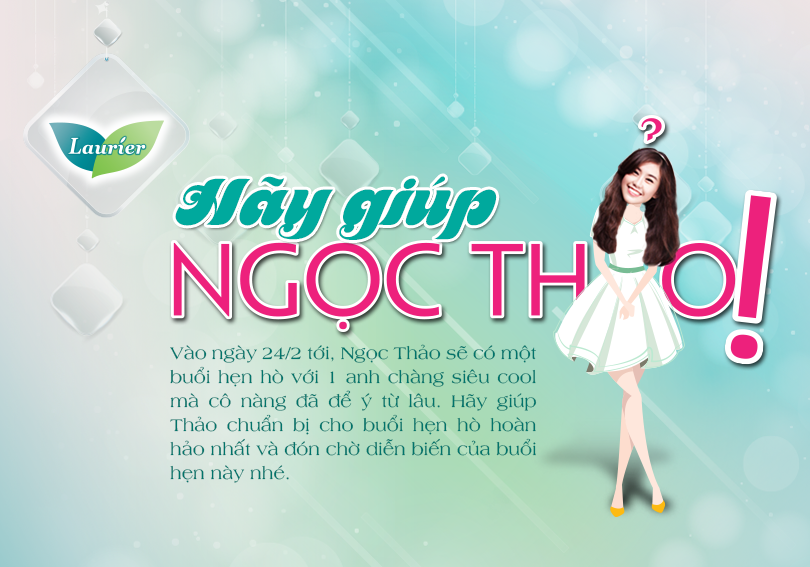 Laurier
?
Hãy giúp
NGỌC THẢO!
Vào ngày 24/2 tới, Ngọc Thảo sẽ có một
buổi hẹn hò với 1 anh chàng siêu cool
mà cô nàng đã để ý từ lâu. Hãy giúp
Thảo chuẩn bị cho buổi hẹn hò hoàn
hảo nhất và đón chờ diễn biến của buổi
hẹn này nhé.